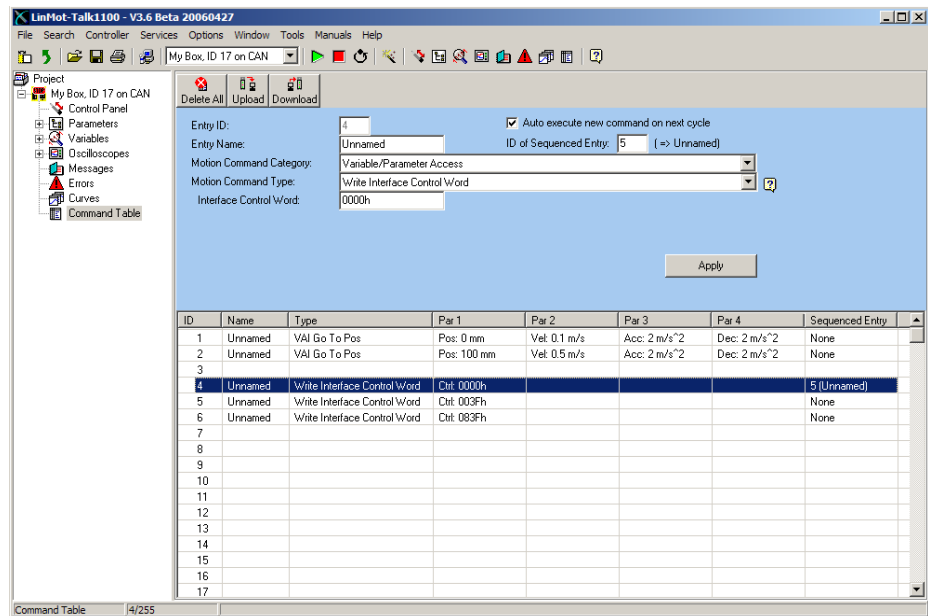 LinMot-Talk1100 - V3.6 Beta 20060427
File Search Controller Services Options Window Tools Manuals Help
My Box, ID 17 on CAN
Project
My Box, ID 17 on CAN
Control Panel
Parameters
Variables
Oscilloscopes
Messages
Errors
Curves
Command Table
Delete All Upload Download
Entry ID: 4 Auto execute new command on next cycle
Entry Name: Unnamed ID of Sequenced Entry: 5 ( => Unnamed)
Motion Command Category: Variable/Parameter Access
Motion Command Type: Write Interface Control Word
Interface Control Word: 0000h
Apply
ID Name Type Par 1 Par 2 Par 3 Par 4 Sequenced Entry
1 Unnamed VAI Go To Pos Pos: 0 mm Vel: 0.1 m/s Acc: 2 m/s^2 Dec: 2 m/s^2 None
2 Unnamed VAI Go To Pos Pos: 100 mm Vel: 0.5 m/s Acc: 2 m/s^2 Dec: 2 m/s^2 None
3
4 Unnamed Write Interface Control Word Ctrl: 0000h 5 (Unnamed)
5 Unnamed Write Interface Control Word Ctrl: 003Fh None
6 Unnamed Write Interface Control Word Ctrl: 083Fh None
7
8
9
10
11
12
13
14
15
16
17
Command Table 4/255